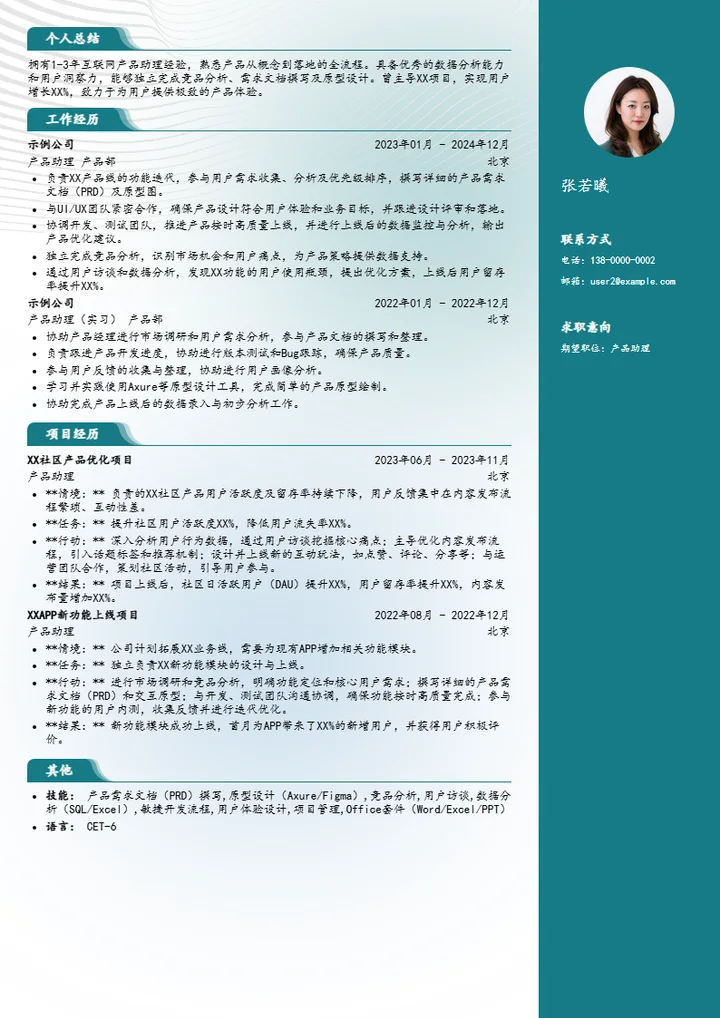 个人总结
拥有1-3年互联网产品助理经验，熟悉产品从概念到落地的全流程。具备优秀的数据分析能力
和用户洞察力，能够独立完成竞品分析、需求文档撰写及原型设计。曾主导XX项目，实现用户
增长XX%，致力于为用户提供极致的产品体验。
工作经历
示例公司 2023年01月 - 2024年12月
产品助理 产品部 北京
• 负责XX产品线的功能迭代，参与用户需求收集、分析及优先级排序，撰写详细的产品需求
文档（PRD）及原型图。
• 与UI/UX团队紧密合作，确保产品设计符合用户体验和业务目标，并跟进设计评审和落地。
• 协调开发、测试团队，推进产品按时高质量上线，并进行上线后的数据监控与分析，输出
产品优化建议。
• 独立完成竞品分析，识别市场机会和用户痛点，为产品策略提供数据支持。
• 通过用户访谈和数据分析，发现XX功能的用户使用瓶颈，提出优化方案，上线后用户留存
率提升XX%。
示例公司 2022年01月 - 2022年12月
产品助理（实习） 产品部 北京
• 协助产品经理进行市场调研和用户需求分析，参与产品文档的撰写和整理。
• 负责跟进产品开发进度，协助进行版本测试和Bug跟踪，确保产品质量。
• 参与用户反馈的收集与整理，协助进行用户画像分析。
• 学习并实践使用Axure等原型设计工具，完成简单的产品原型绘制。
• 协助完成产品上线后的数据录入与初步分析工作。
项目经历
XX社区产品优化项目 2023年06月 - 2023年11月
产品助理 北京
• **情境：** 负责的XX社区产品用户活跃度及留存率持续下降，用户反馈集中在内容发布流
程繁琐、互动性差。
• **任务：** 提升社区用户活跃度XX%，降低用户流失率XX%。
• **行动：** 深入分析用户行为数据，通过用户访谈挖掘核心痛点；主导优化内容发布流
程，引入话题标签和推荐机制；设计并上线新的互动玩法，如点赞、评论、分享等；与运
营团队合作，策划社区活动，引导用户参与。
• **结果：** 项目上线后，社区日活跃用户（DAU）提升XX%，用户留存率提升XX%，内容发
布量增加XX%。
XXAPP新功能上线项目 2022年08月 - 2022年12月
产品助理 北京
• **情境：** 公司计划拓展XX业务线，需要为现有APP增加相关功能模块。
• **任务：** 独立负责XX新功能模块的设计与上线。
• **行动：** 进行市场调研和竞品分析，明确功能定位和核心用户需求；撰写详细的产品需
求文档（PRD）和交互原型；与开发、测试团队沟通协调，确保功能按时高质量完成；参与
新功能的用户内测，收集反馈并进行迭代优化。
• **结果：** 新功能模块成功上线，首月为APP带来了XX%的新增用户，并获得用户积极评
价。
其他
• 技能： 产品需求文档（PRD）撰写,原型设计（Axure/Figma）,竞品分析,用户访谈,数据分
析（SQL/Excel）,敏捷开发流程,用户体验设计,项目管理,Office套件（Word/Excel/PPT）
• 语言： CET-6
张若曦
联系方式
电话：138-0000-0002
邮箱：user2@example.com
求职意向
期望职位：产品助理